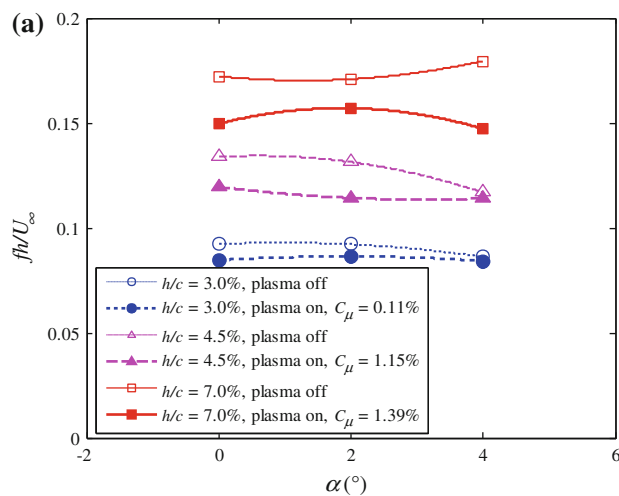 (a)
0.2
0.15
0.1
0.05
0
fh/U∞
h/c = 3.0%, plasma off
h/c = 3.0%, plasma on, Cμ = 0.11%
h/c = 4.5%, plasma off
h/c = 4.5%, plasma on, Cμ = 1.15%
h/c = 7.0%, plasma off
h/c = 7.0%, plasma on, Cμ = 1.39%
-2 0 2 4 6
α (°)